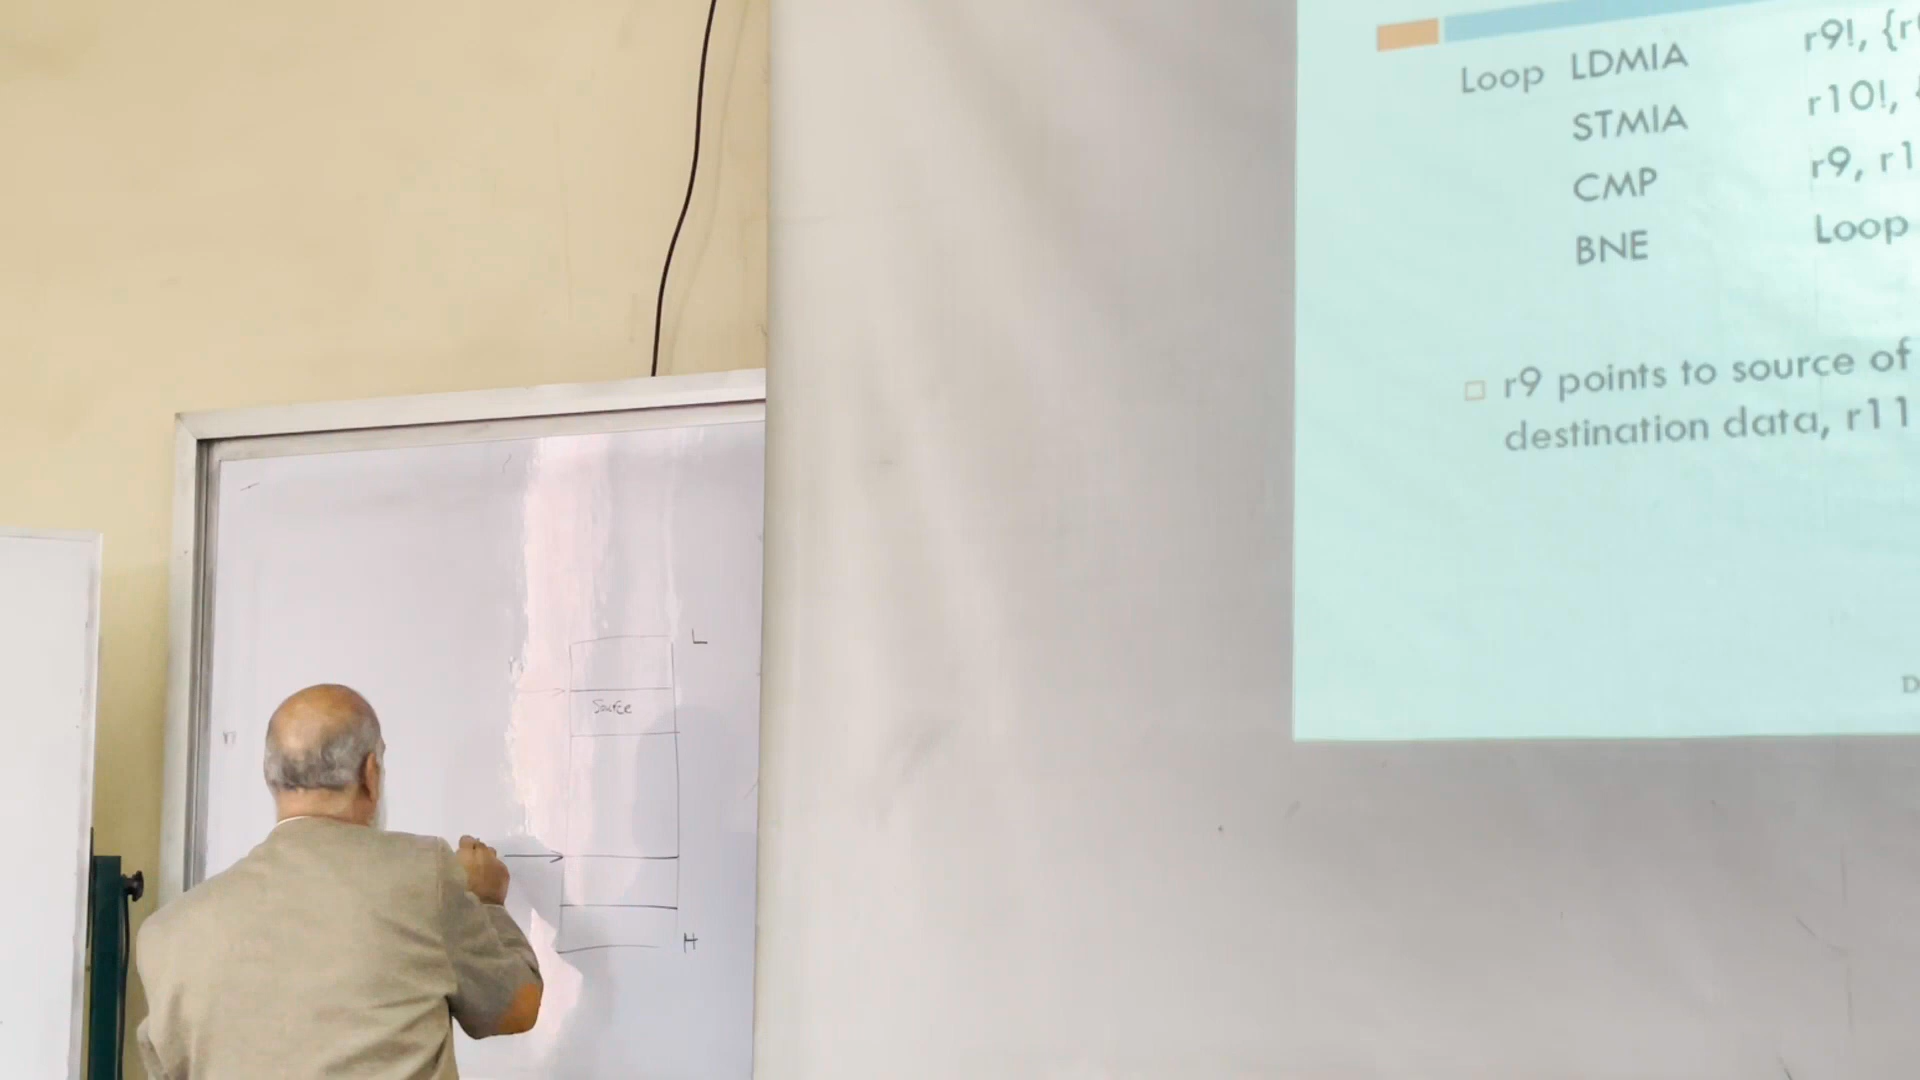 Loop LDMIA r9!, {r
STMIA r10!, {
CMP r9, r1
BNE Loop
r9 points to source of
destination data, r11
D
L
Source
H